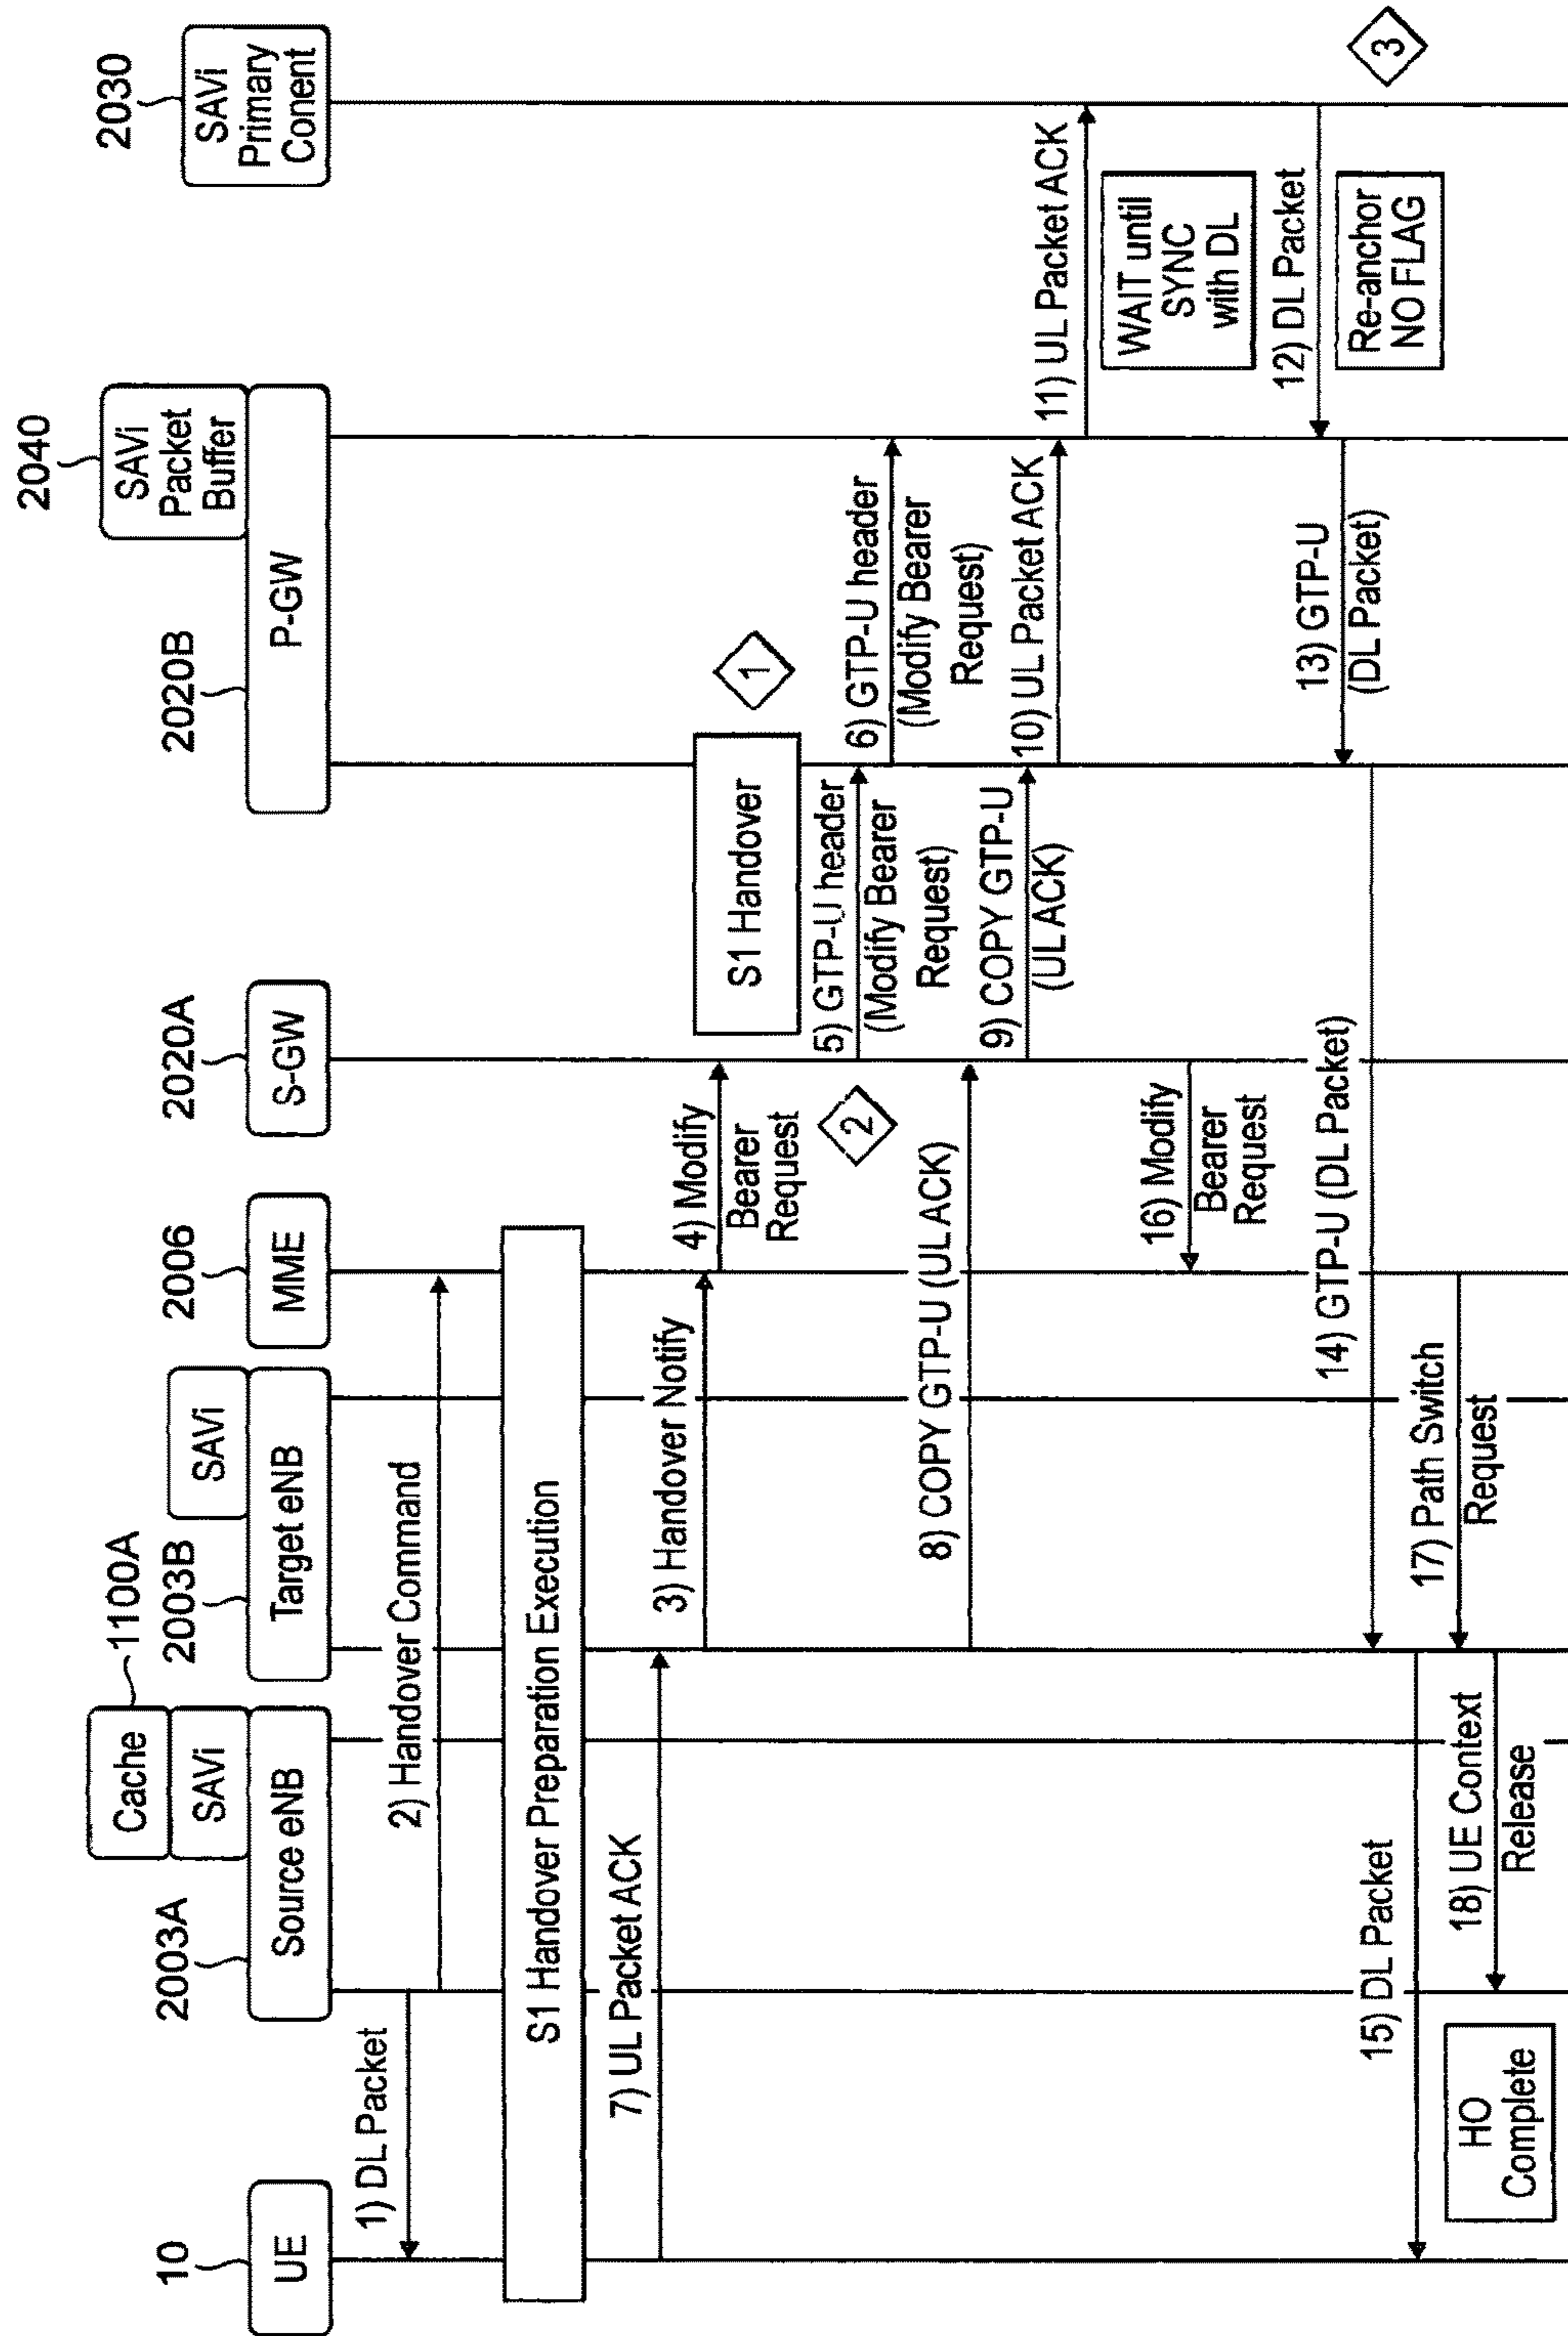 10
UE
2003A
Cache
1100A
SAVi
Source eNB
2003B
SAVi
Target eNB
2006
MME
2020A
S-GW
2020B
P-GW
2040
SAVi
Packet
Buffer
2030
SAVi
Primary
Conent
1) DL Packet
2) Handover Command
S1 Handover Preparation Execution
3) Handover Notify
4) Modify
Bearer
Request
S1 Handover
1
2
5) GTP-U header
(Modify Bearer
Request)
6) GTP-U header
(Modify Bearer
Request)
7) UL Packet ACK
8) COPY GTP-U (UL ACK)
9) COPY GTP-U
(UL ACK)
10) UL Packet ACK
11) UL Packet ACK
WAIT until
SYNC
with DL
12) DL Packet
Re-anchor
NO FLAG
3
13) GTP-U
(DL Packet)
14) GTP-U (DL Packet)
15) DL Packet
16) Modify
Bearer
Request
17) Path Switch
Request
18) UE Context
Release
HO
Complete